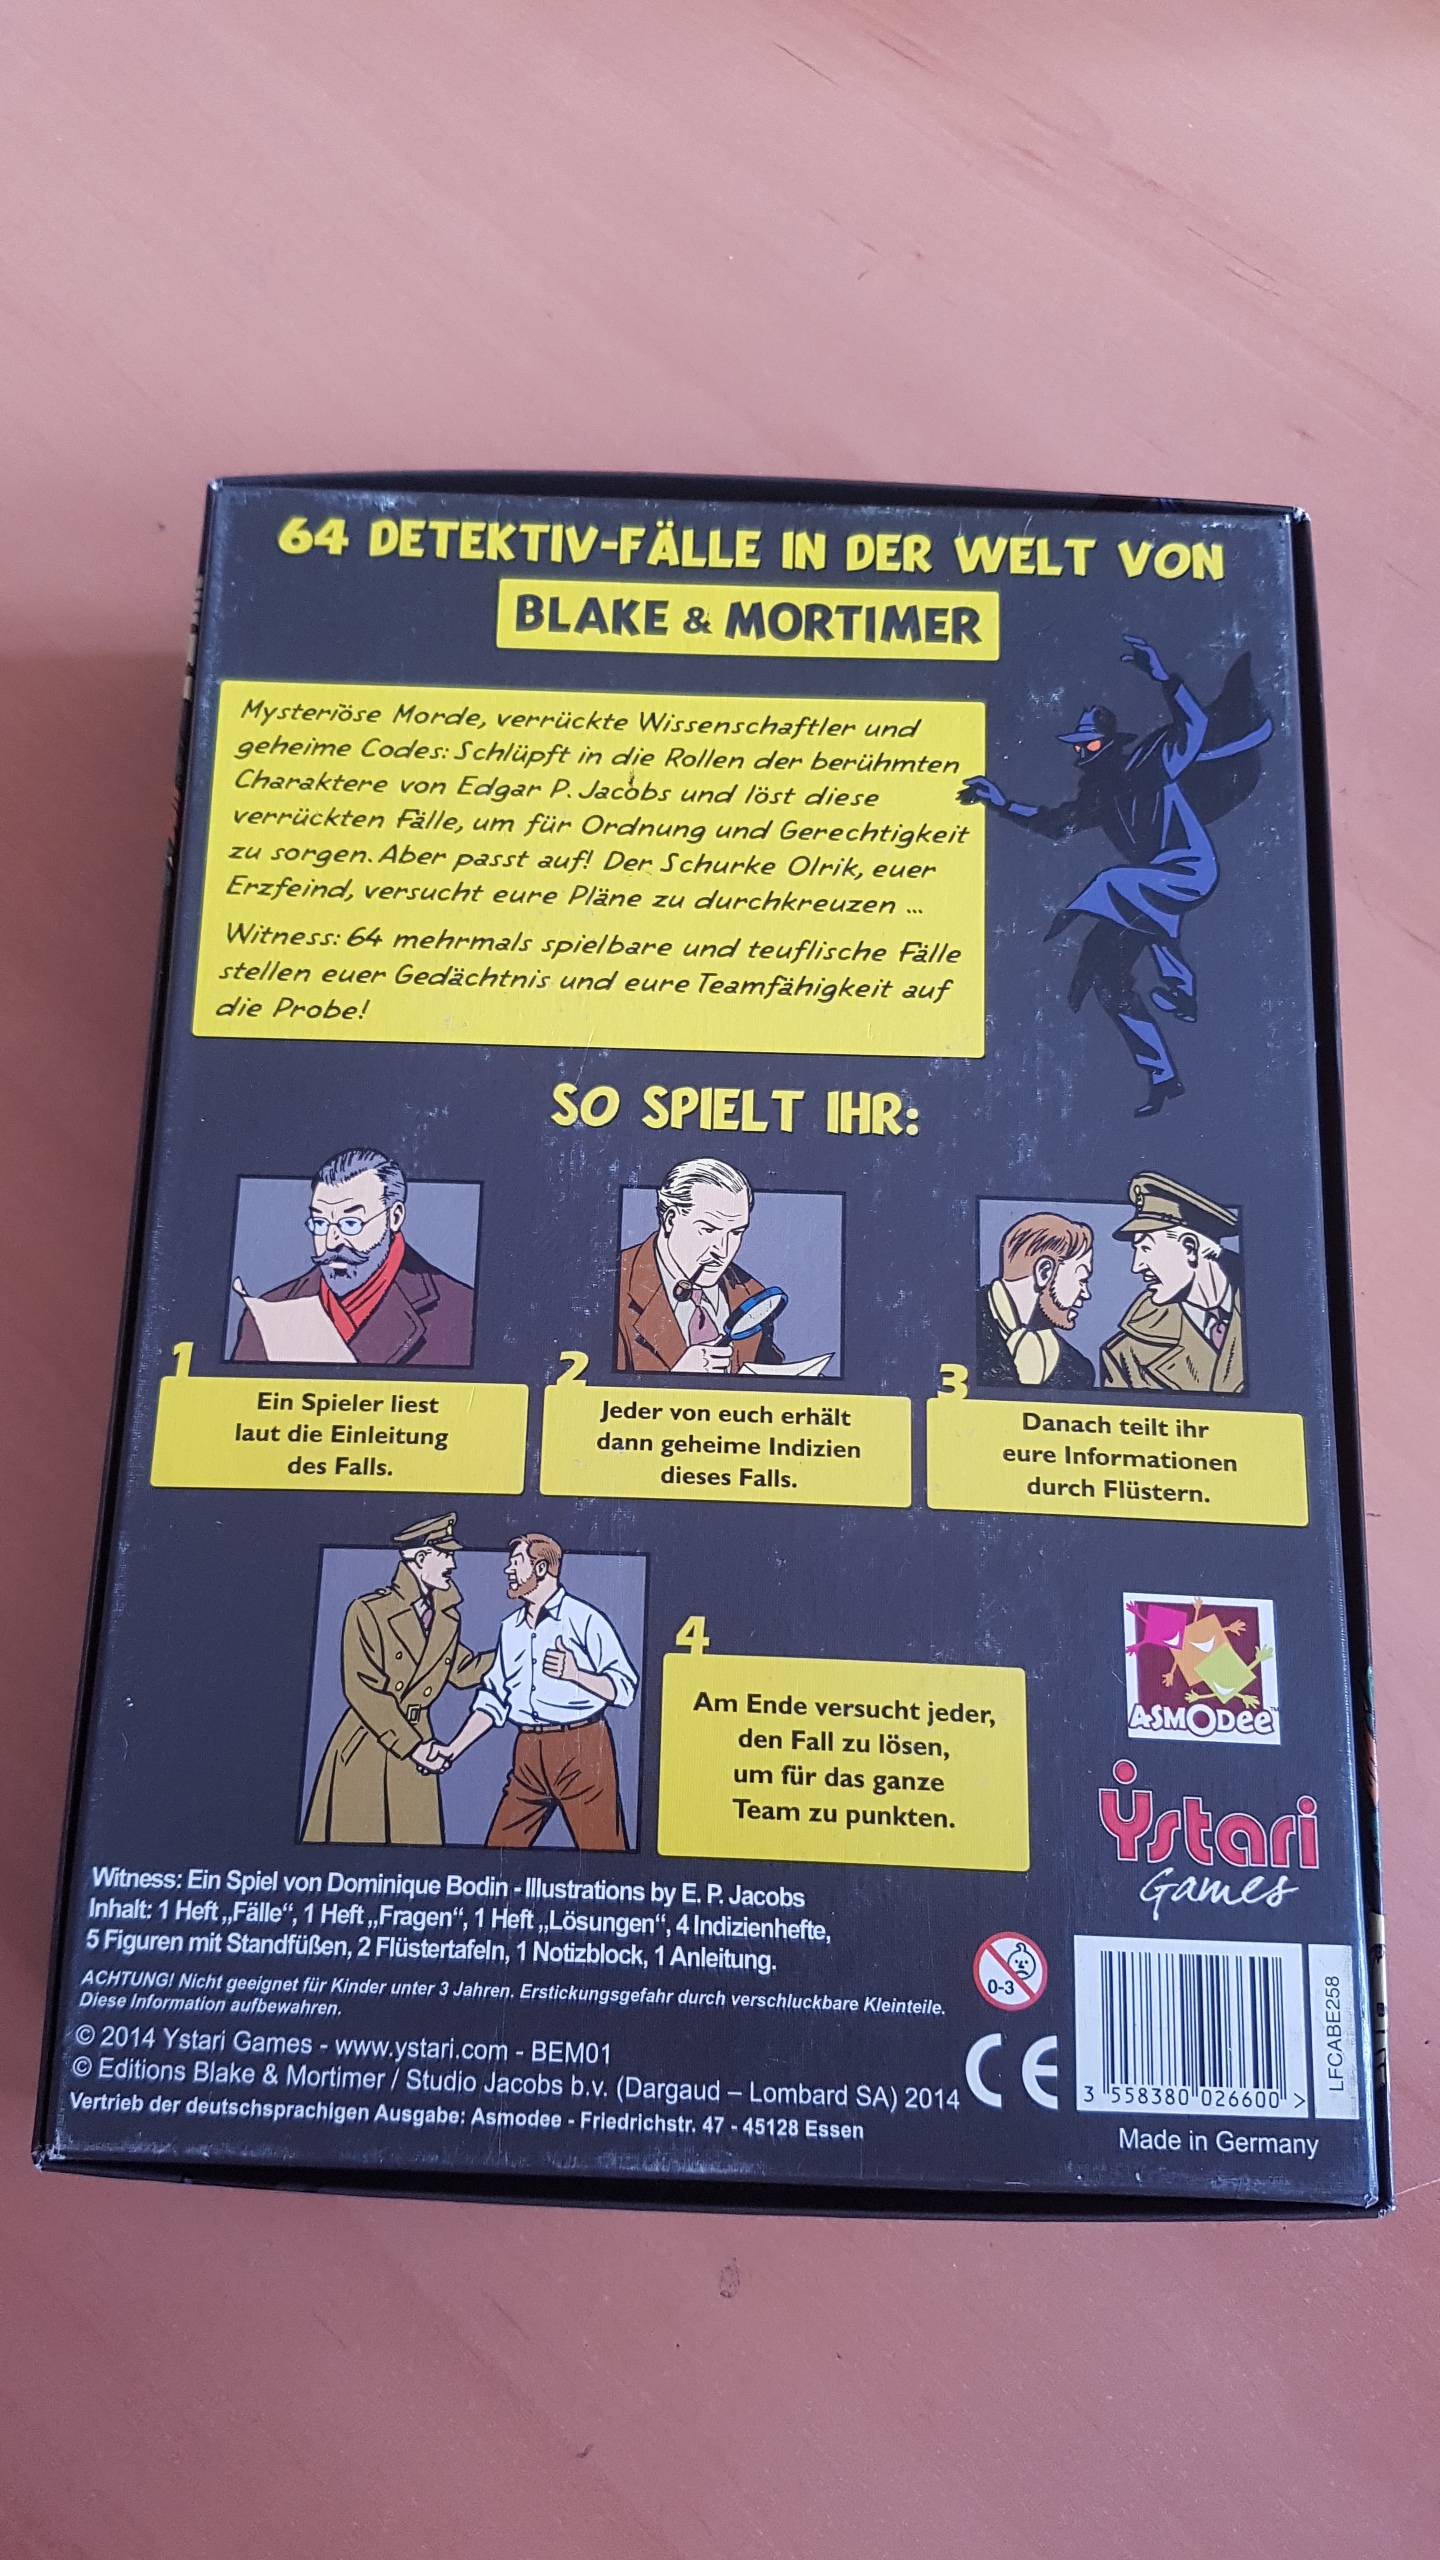 64 DETEKTIV-FÄLLE IN DER WELT VON
BLAKE & MORTIMER
Mysteriöse Morde, verrückte Wissenschaftler und
geheime Codes: Schlüpft in die Rollen der berühmten
Charaktere von Edgar P. Jacobs und löst diese
verrückten Fälle, um für Ordnung und Gerechtigkeit
zu sorgen. Aber passt auf! Der Schurke Olrik, euer
Erzfeind, versucht eure Pläne zu durchkreuzen ...
Witness: 64 mehrmals spielbare und teuflische Fälle
stellen euer Gedächtnis und eure Teamfähigkeit auf
die Probe!
SO SPIELT IHR:
1
Ein Spieler liest
laut die Einleitung
des Falls.
2
Jeder von euch erhält
dann geheime Indizien
dieses Falls.
3
Danach teilt ihr
eure Informationen
durch Flüstern.
4
Am Ende versucht jeder,
den Fall zu lösen,
um für das ganze
Team zu punkten.
ASMODee™
Ystari
Games
Witness: Ein Spiel von Dominique Bodin - Illustrations by E. P. Jacobs
Inhalt: 1 Heft „Fälle“, 1 Heft „Fragen“, 1 Heft „Lösungen“, 4 Indizienhefte,
5 Figuren mit Standfüßen, 2 Flüstertafeln, 1 Notizblock, 1 Anleitung.
ACHTUNG! Nicht geeignet für Kinder unter 3 Jahren. Erstickungsgefahr durch verschluckbare Kleinteile.
Diese Information aufbewahren.
© 2014 Ystari Games - www.ystari.com - BEM01
© Editions Blake & Mortimer / Studio Jacobs b.v. (Dargaud – Lombard SA) 2014
Vertrieb der deutschsprachigen Ausgabe: Asmodee - Friedrichstr. 47 - 45128 Essen
0-3
CE
3 558380 026600 >
LFCABE258
Made in Germany